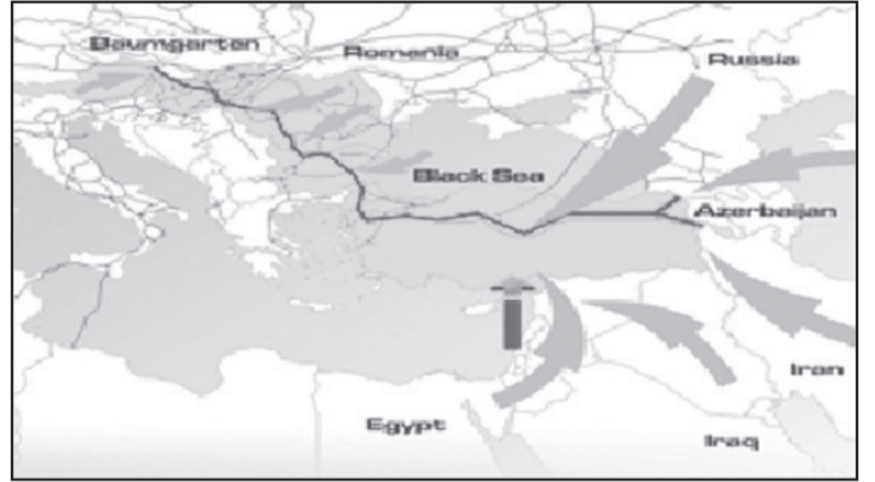 Baumgarten
Romania
Russia
Black Sea
Azerbaijan
Iran
Egypt
Iraq